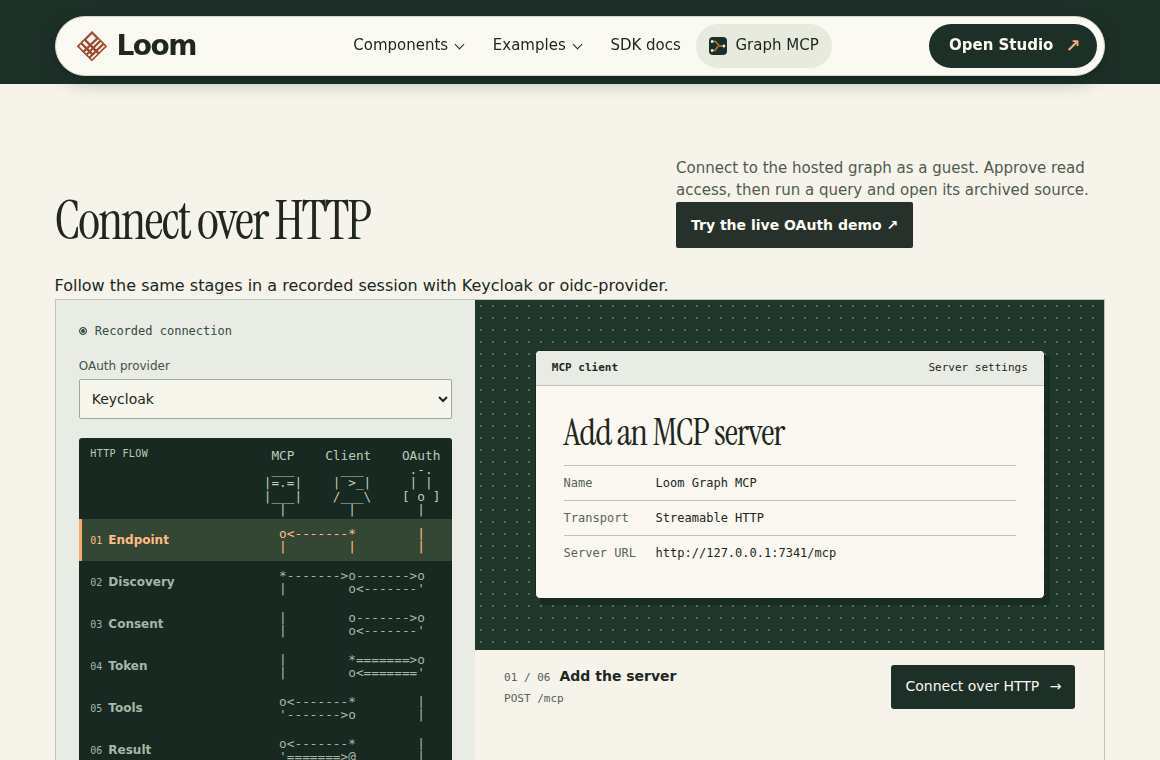 Loom
Components
Examples
SDK docs
Graph MCP
Open Studio ↗
Connect over HTTP
Connect to the hosted graph as a guest. Approve read
access, then run a query and open its archived source.
Try the live OAuth demo ↗
Follow the same stages in a recorded session with Keycloak or oidc-provider.
Recorded connection
OAuth provider
Keycloak
HTTP FLOW
MCP Client OAuth
01 Endpoint
02 Discovery
03 Consent
04 Token
05 Tools
06 Result
MCP client
Server settings
Add an MCP server
Name Loom Graph MCP
Transport Streamable HTTP
Server URL http://127.0.0.1:7341/mcp
01 / 06 Add the server
POST /mcp
Connect over HTTP →